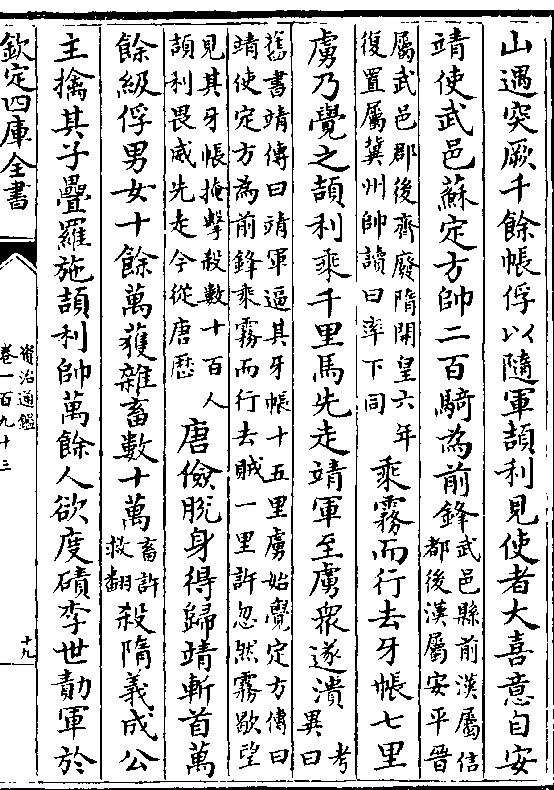 山遇突厥千餘帳俘以隨軍頡利見使者大喜意自安
靖使武邑蘇定方帥二百騎為前鋒
武邑縣前漢屬信
都後漢屬安平晉
屬武邑郡後齊廢隋開皇六年
復置屬冀州帥讀曰率下同
乘霧而行去牙帳七里
虜乃覺之頡利乘千里馬先走靖軍至虜衆遂潰
考
異曰
舊書靖傳曰靖軍逼其牙帳十五里虜始覺定方傳曰
靖使定方為前鋒乘霧而行去賊一里許忽然霧歇望
見其牙帳掩擊殺數十百人
頡利畏威先走今從唐厯
唐儉脫身得歸靖斬首萬
餘級俘男女十餘萬獲雜畜數十萬
畜許
救翻
殺隋義成公
主擒其子疊羅施頡利帥萬餘人欲度磧李世勣軍於
欽定四庫全書
資治通鑑
卷一百九十三
十九